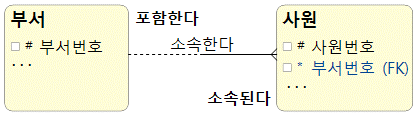 부서
# 부서번호
...
포함한다
소속한다
소속된다
사원
# 사원번호
* 부서번호 (FK)
...